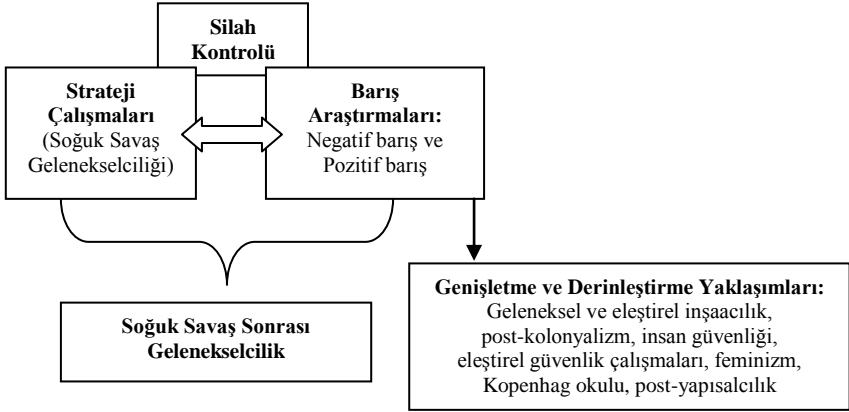 Silah
Kontrolü
Strateji
Çalışmaları
(Soğuk Savaş
Gelenekselciliği)
Barış
Araştırmaları:
Negatif barış ve
Pozitif barış
Soğuk Savaş Sonrası
Gelenekselcilik
Genişletme ve Derinleştirme Yaklaşımları:
Geleneksel ve eleştirel inşaacılık,
post-kolonyalizm, insan güvenliği,
eleştirel güvenlik çalışmaları, feminizm,
Kopenhag okulu, post-yapısalcılık